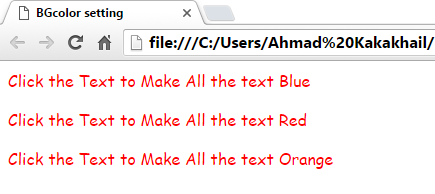 BGcolor setting
file:///C:/Users/Ahmad%20Kakakhail/
Click the Text to Make All the text Blue
Click the Text to Make All the text Red
Click the Text to Make All the text Orange